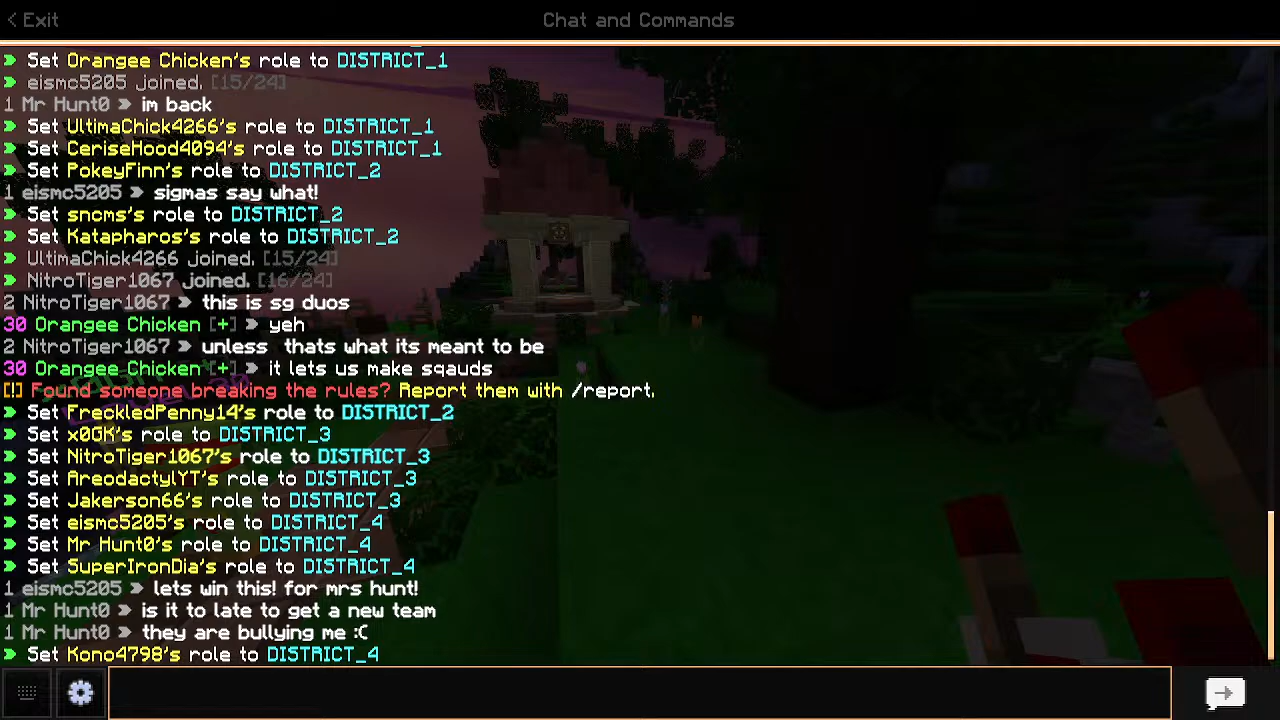 < Exit
Chat and Commands
Set Orangee Chicken's role to DISTRICT_1
eismc5205 joined. [15/24]
1 Mr Hunt0 » im back
Set UltimaChick4266's role to DISTRICT_1
Set CeriseHood4094's role to DISTRICT_1
Set PokeyFinn's role to DISTRICT_2
1 eismc5205 » sigmas say what!
Set sncms's role to DISTRICT_2
Set Katapharos's role to DISTRICT_2
UltimaChick4266 joined. [15/24]
NitroTiger1067 joined. [16/24]
2 NitroTiger1067 » this is sg duos
30 Orangee Chicken [+] » yeh
2 NitroTiger1067 » unless thats what its meant to be
30 Orangee Chicken [+] » it lets us make sqauds
[!] Found someone breaking the rules? Report them with /report.
Set FreckledPenny14's role to DISTRICT_2
Set x0GK's role to DISTRICT_3
Set NitroTiger1067's role to DISTRICT_3
Set AreodactylYT's role to DISTRICT_3
Set Jakerson66's role to DISTRICT_3
Set eismc5205's role to DISTRICT_4
Set Mr Hunt0's role to DISTRICT_4
Set SuperIronDia's role to DISTRICT_4
1 eismc5205 » lets win this! for mrs hunt!
1 Mr Hunt0 » is it to late to get a new team
1 Mr Hunt0 » they are bullying me :C
Set Kono4798's role to DISTRICT_4